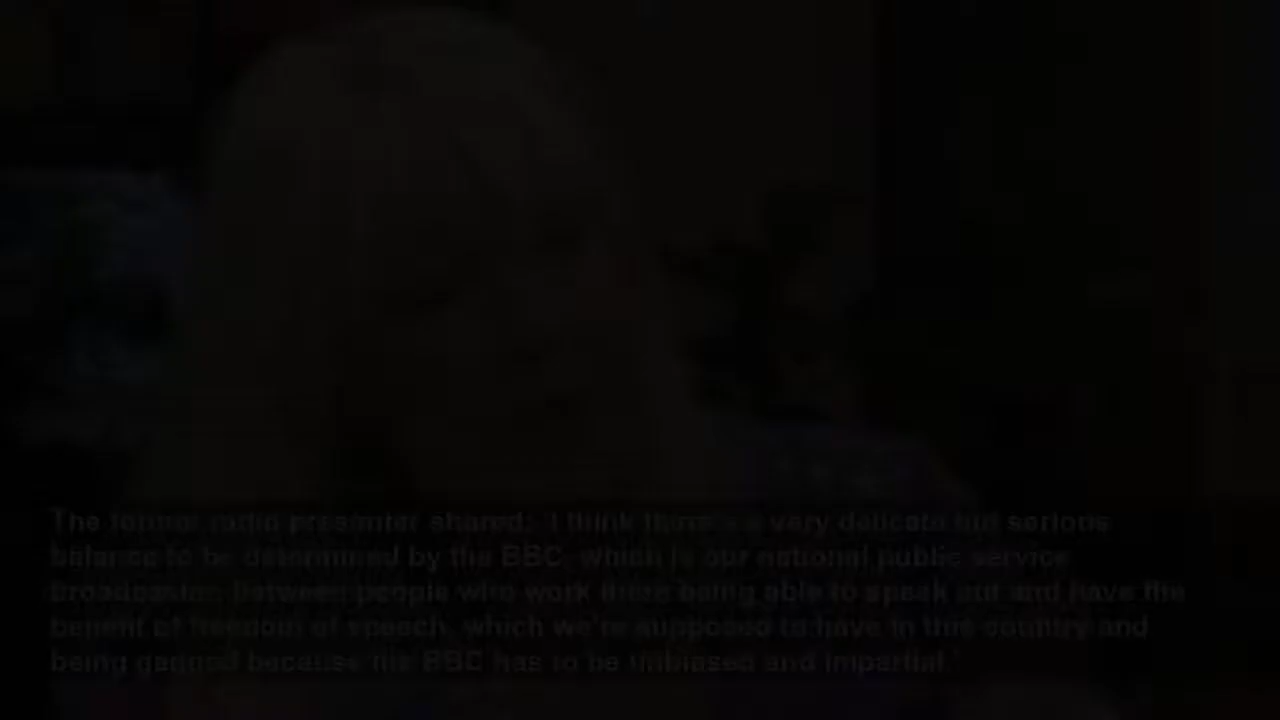 The former radio presenter shared: 'I think there's a very delicate but serious
balance to be determined by the BBC, which is our national public service
broadcaster, between people who work there being able to speak out and have the
benefit of freedom of speech, which we're supposed to have in this country and
being gagged because the BBC has to be unbiased and impartial.'